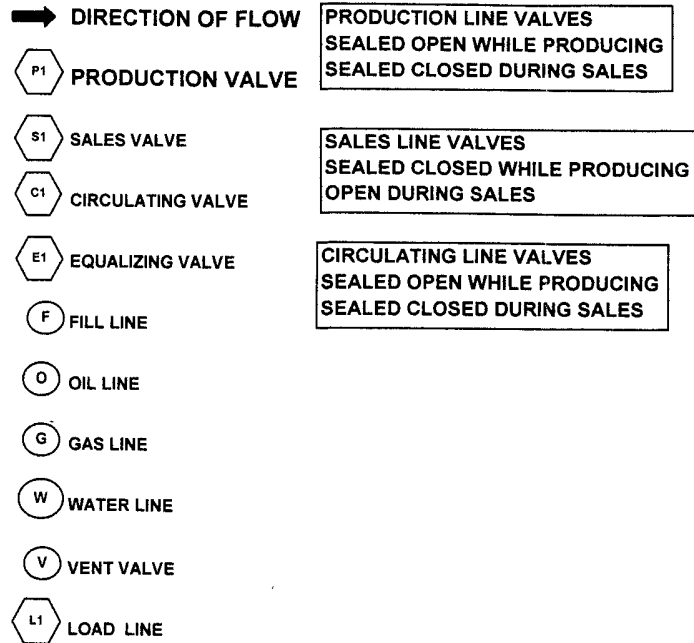 DIRECTION OF FLOW
P1 PRODUCTION VALVE
S1 SALES VALVE
C1 CIRCULATING VALVE
E1 EQUALIZING VALVE
F FILL LINE
O OIL LINE
G GAS LINE
W WATER LINE
V VENT VALVE
L1 LOAD LINE
PRODUCTION LINE VALVES
SEALED OPEN WHILE PRODUCING
SEALED CLOSED DURING SALES
SALES LINE VALVES
SEALED CLOSED WHILE PRODUCING
OPEN DURING SALES
CIRCULATING LINE VALVES
SEALED OPEN WHILE PRODUCING
SEALED CLOSED DURING SALES